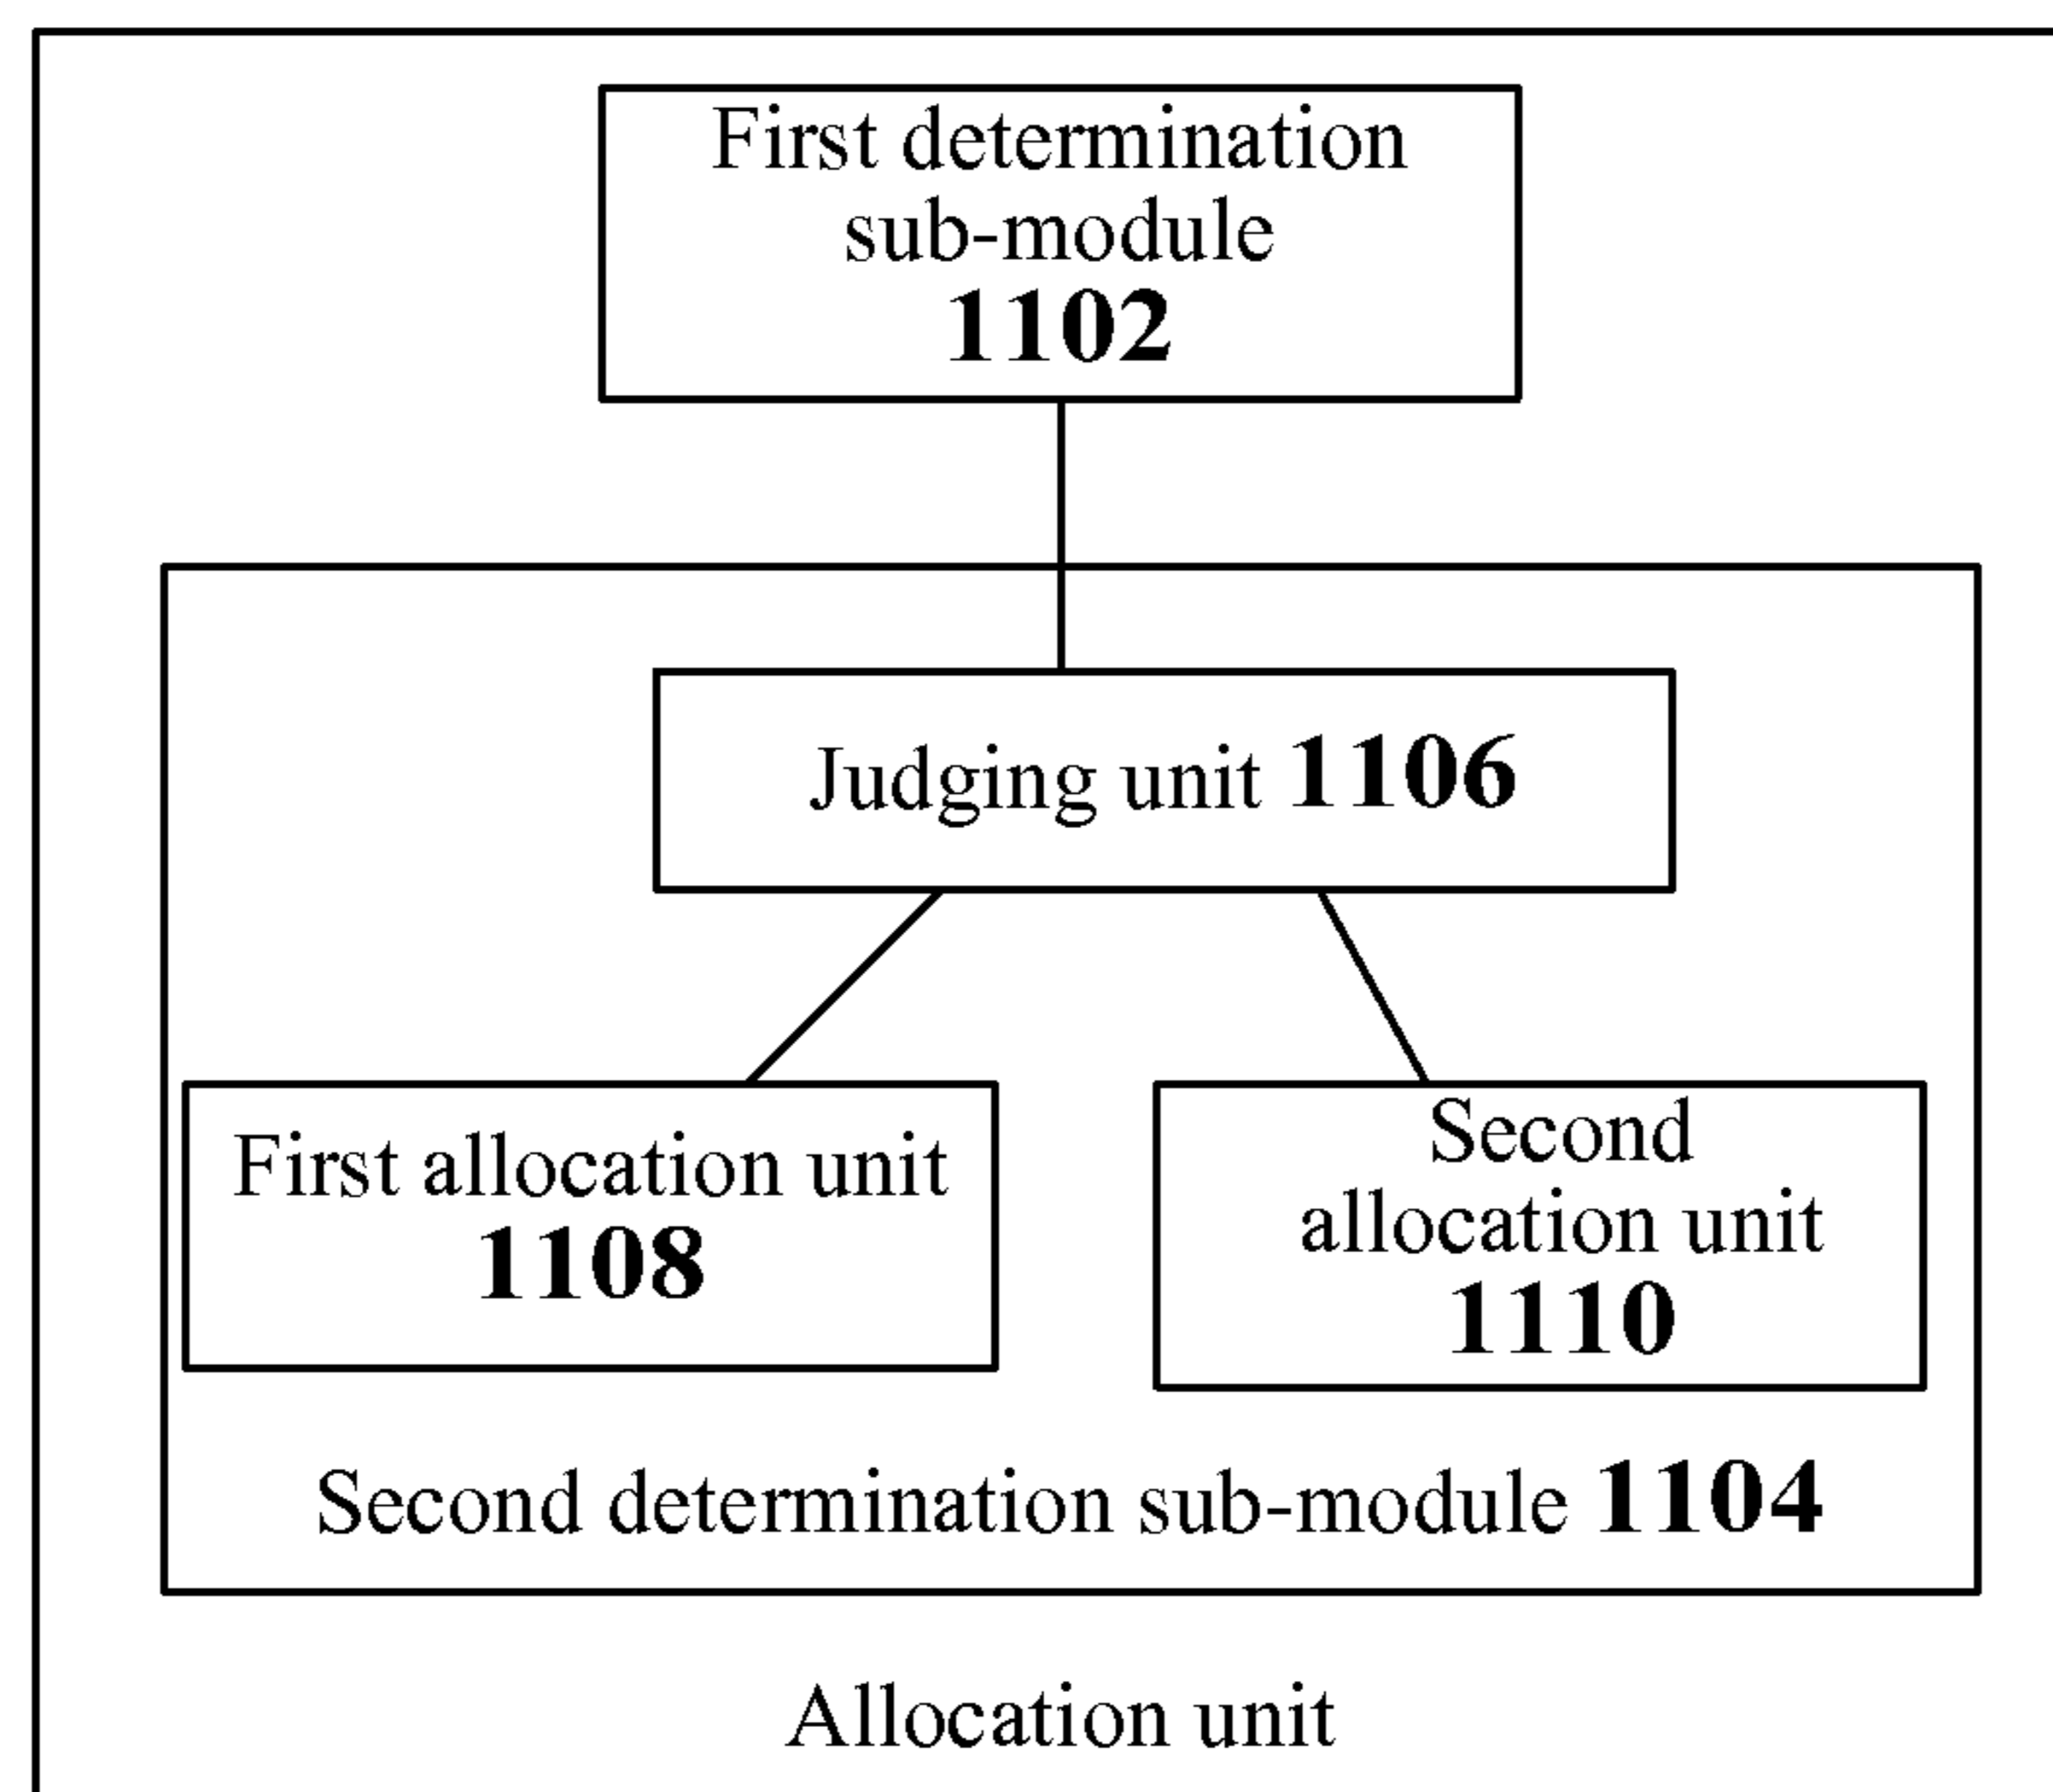 First determination
sub-module
1102
Judging unit 1106
First allocation unit
1108
Second
allocation unit
1110
Second determination sub-module 1104
Allocation unit